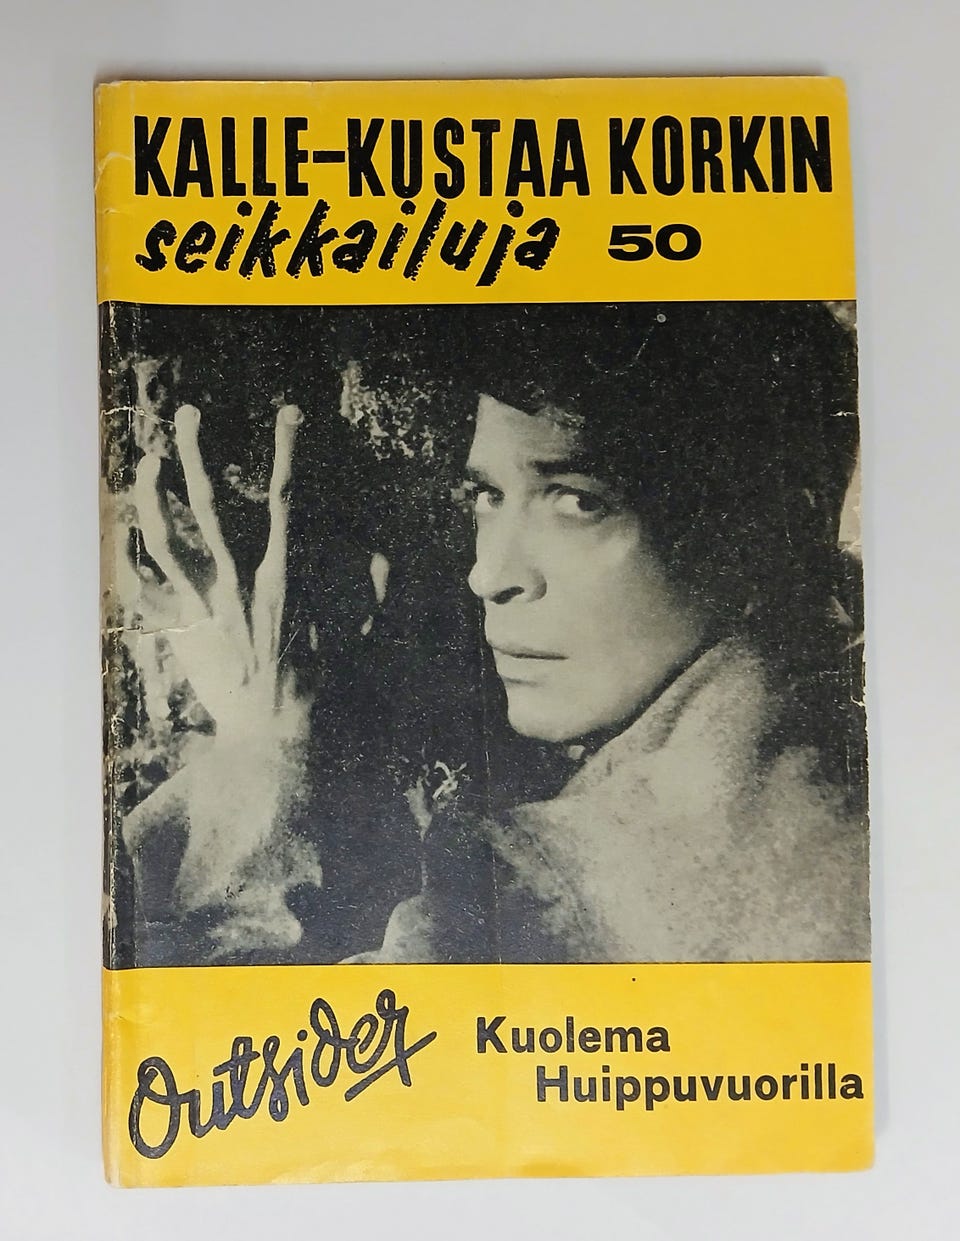 KALLE-KUSTAA KORKIN
seikkailuja 50
Outsider
Kuolema
Huippuvuorilla